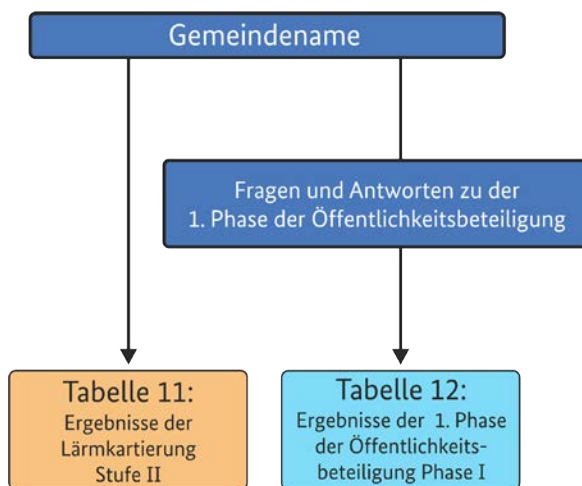 Gemeindename
Fragen und Antworten zu der
1. Phase der Öffentlichkeitsbeteiligung
Tabelle 11:
Ergebnisse der
Lärmkartierung
Stufe II
Tabelle 12:
Ergebnisse der 1. Phase
der Öffentlichkeits-
beteiligung Phase I